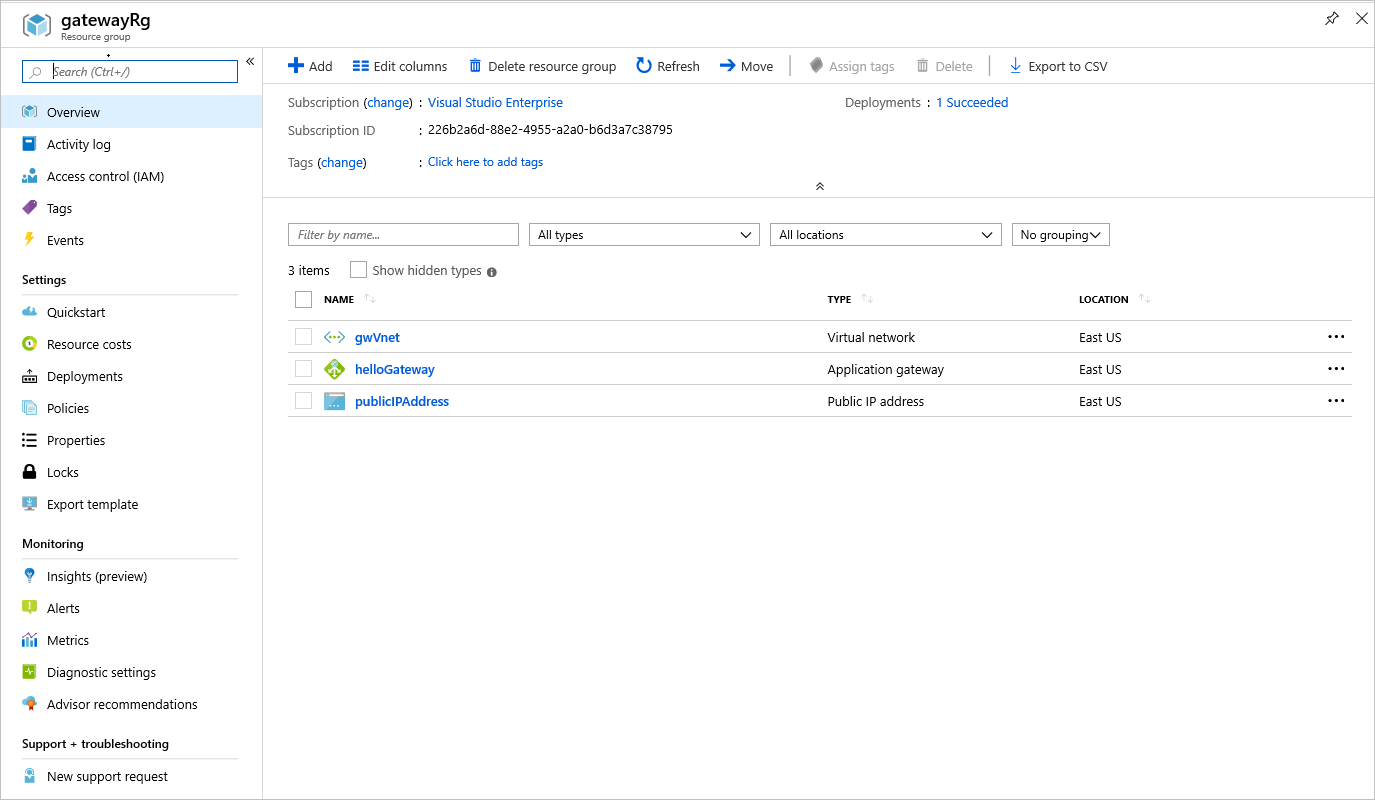 gatewayRg
Resource group
Search (Ctrl+/)
«
Overview
Activity log
Access control (IAM)
Tags
Events
Settings
Quickstart
Resource costs
Deployments
Policies
Properties
Locks
Export template
Monitoring
Insights (preview)
Alerts
Metrics
Diagnostic settings
Advisor recommendations
Support + troubleshooting
New support request
Add Edit columns Delete resource group Refresh Move Assign tags Delete Export to CSV
Subscription (change) : Visual Studio Enterprise Deployments : 1 Succeeded
Subscription ID : 226b2a6d-88e2-4955-a2a0-b6d3a7c38795
Tags (change) : Click here to add tags
Filter by name... All types All locations No grouping
3 items Show hidden types
NAME TYPE LOCATION
gwVnet Virtual network East US
helloGateway Application gateway East US
publicIPAddress Public IP address East US